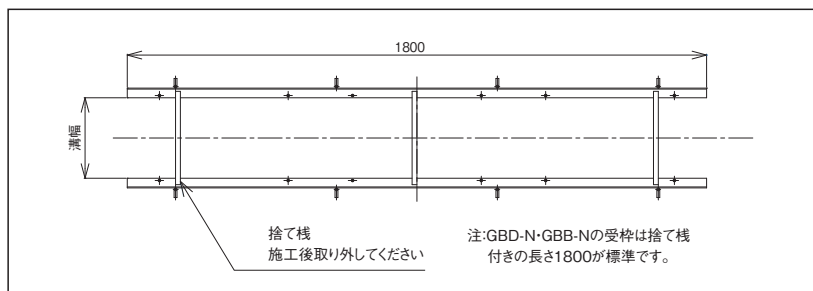 1800
溝幅
捨て桟
施工後取り外してください
注:GBD-N・GBB-Nの受枠は捨て桟
付きの長さ1800が標準です。